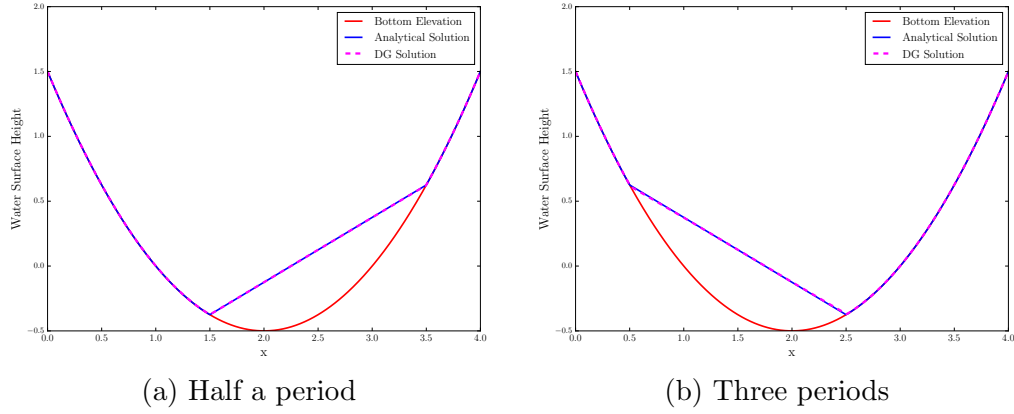 2.0
Bottom Elevation
Analytical Solution
DG Solution
1.5
1.0
0.5
0.0
−0.5
Water Surface Height
0.0 0.5 1.0 1.5 2.0 2.5 3.0 3.5 4.0
x
(a) Half a period
2.0
Bottom Elevation
Analytical Solution
DG Solution
1.5
1.0
0.5
0.0
−0.5
Water Surface Height
0.0 0.5 1.0 1.5 2.0 2.5 3.0 3.5 4.0
x
(b) Three periods